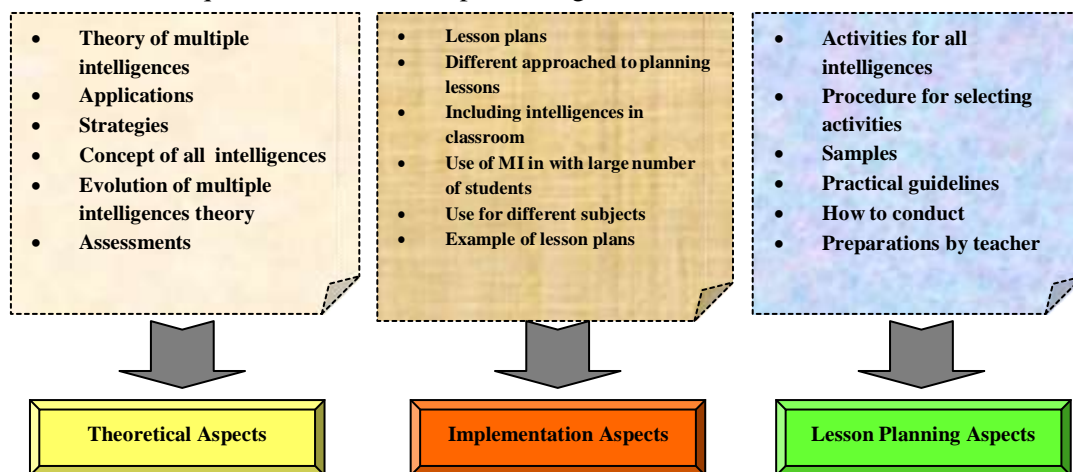 • Theory of multiple
intelligences
• Applications
• Strategies
• Concept of all intelligences
• Evolution of multiple
intelligences theory
• Assessments
• Lesson plans
• Different approached to planning
lessons
• Including intelligences in
classroom
• Use of MI in with large number
of students
• Use for different subjects
• Example of lesson plans
• Activities for all
intelligences
• Procedure for selecting
activities
• Samples
• Practical guidelines
• How to conduct
• Preparations by teacher
Theoretical Aspects
Implementation Aspects
Lesson Planning Aspects